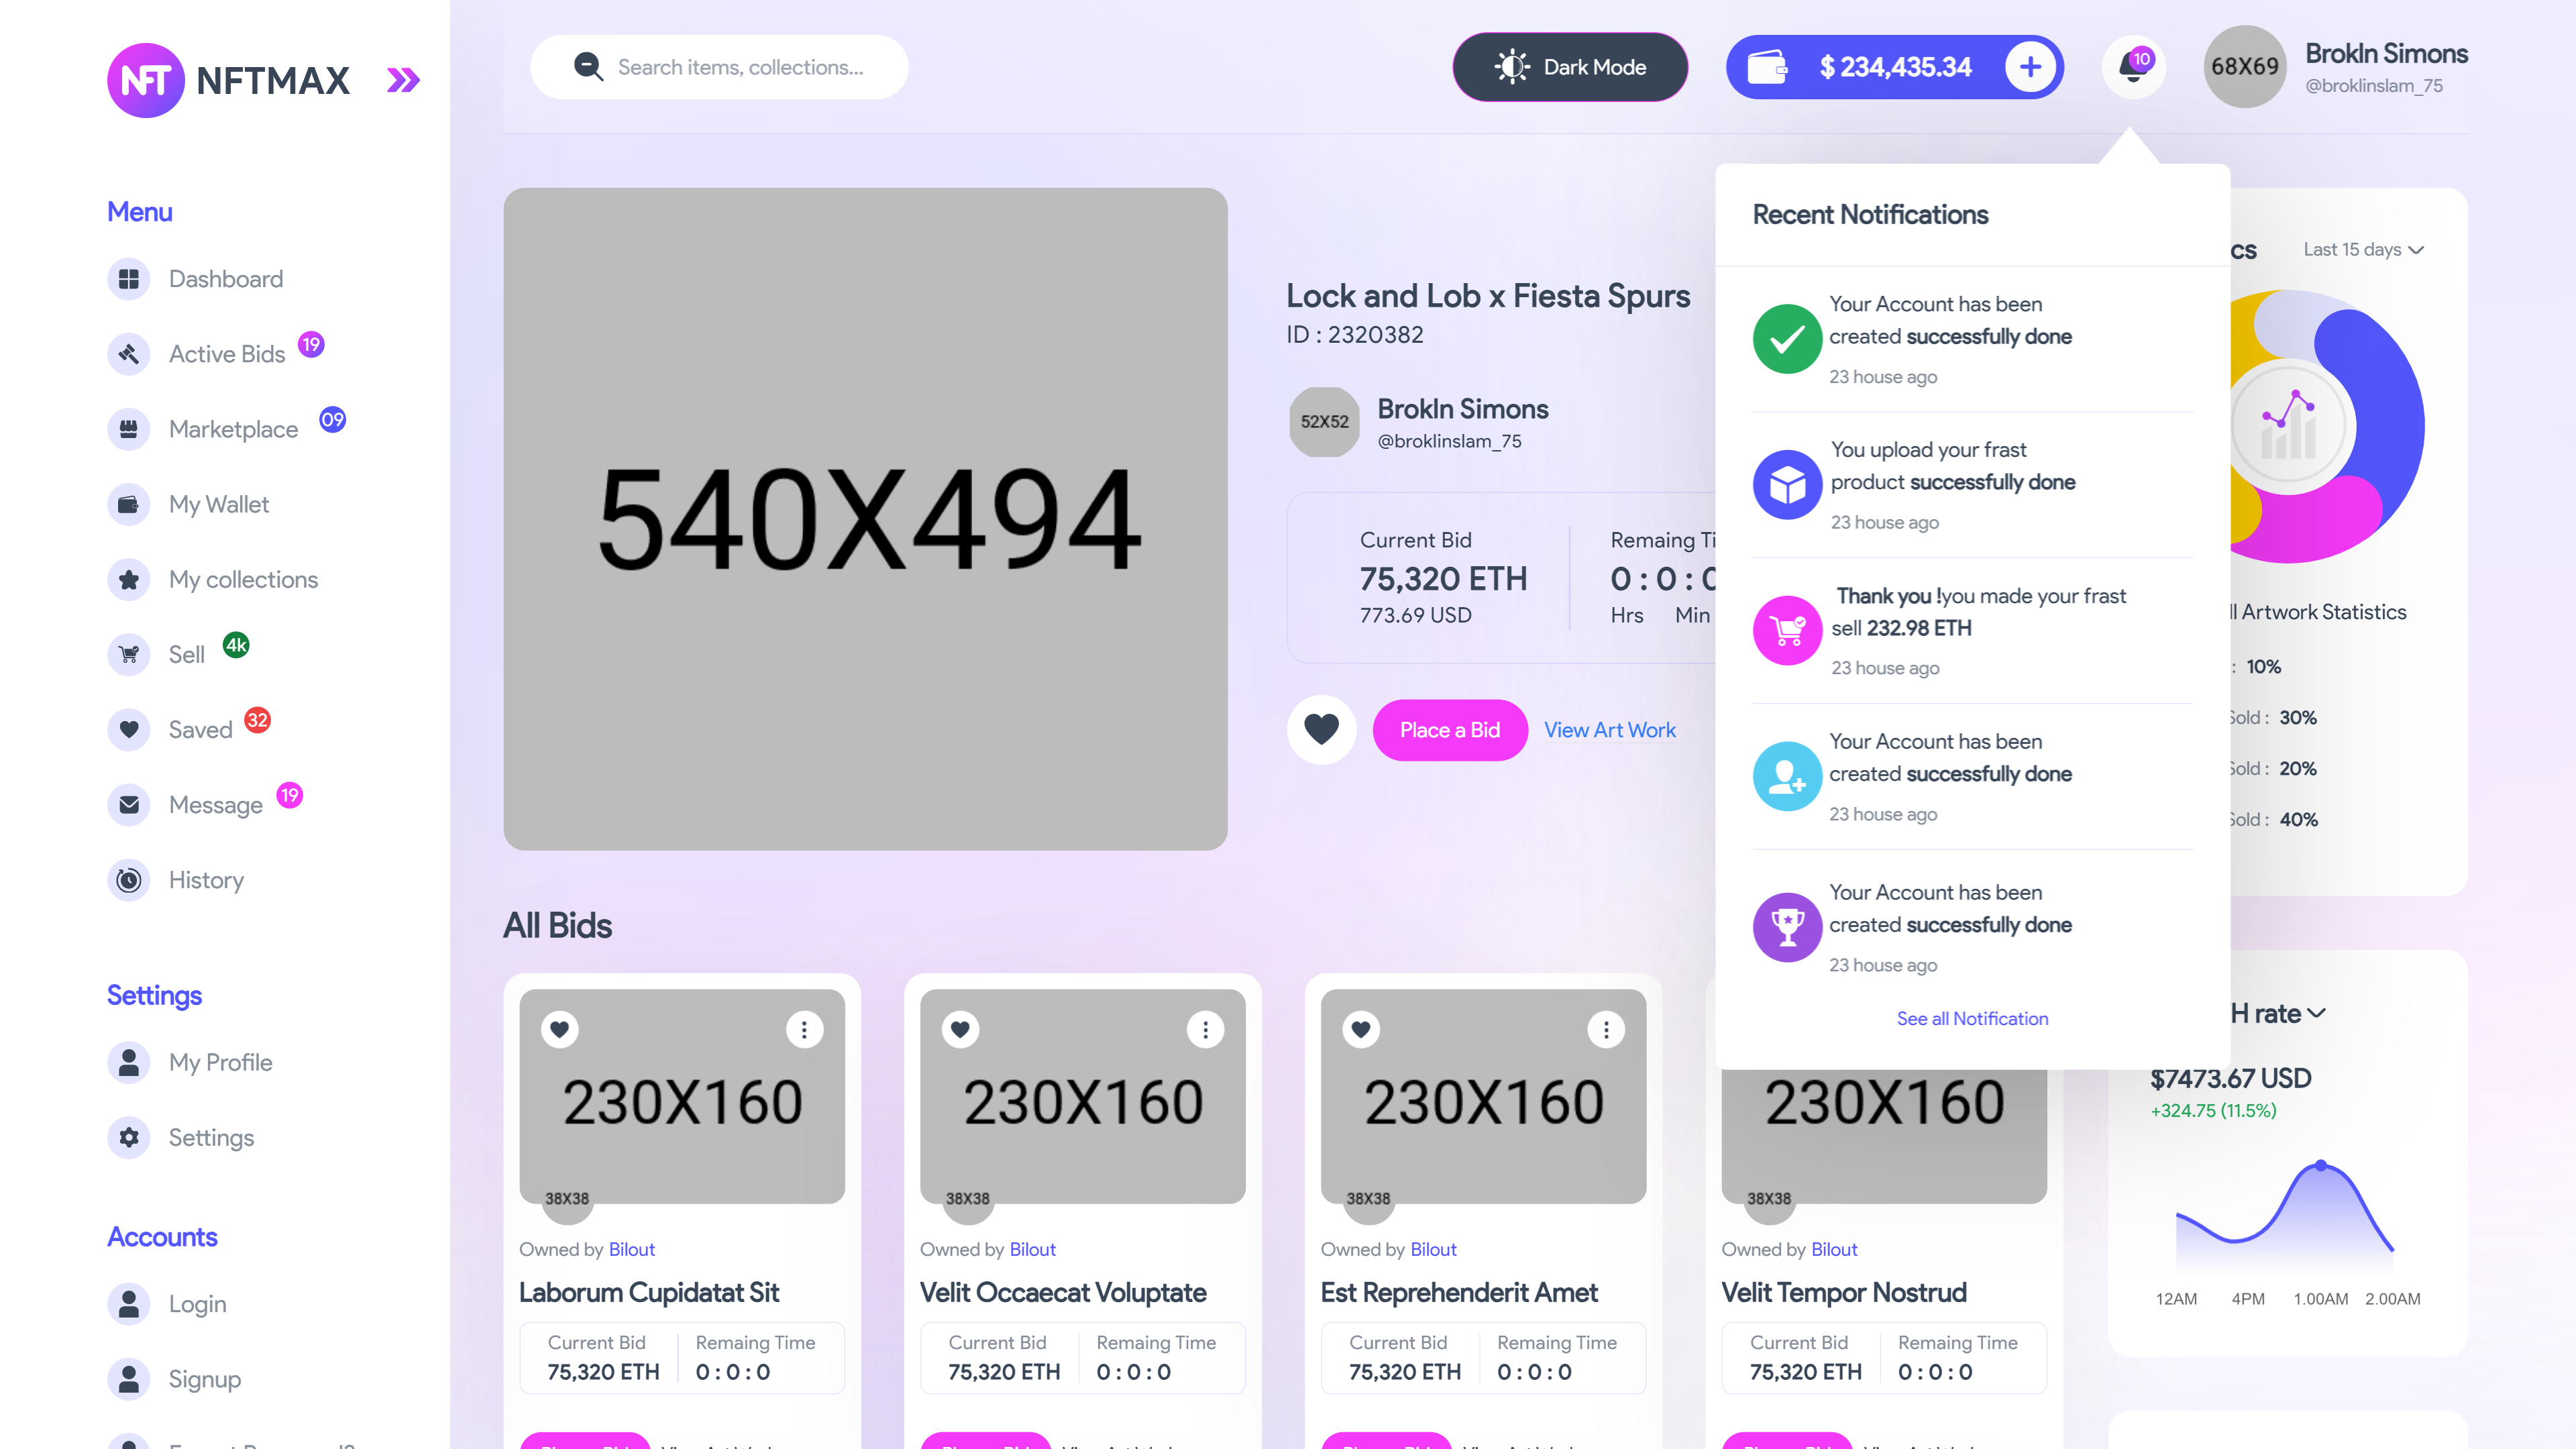 NFT NFTMAX
Menu
Dashboard
Active Bids 19
Marketplace 09
My Wallet
My collections
Sell 4k
Saved 32
Message 19
History
Settings
My Profile
Settings
Accounts
Login
Signup
Search items, collections...
Dark Mode
$ 234,435.34
10
68X69
Brokln Simons
@broklinslam_75
540X494
Lock and Lob x Fiesta Spurs
ID : 2320382
52X52
Brokln Simons
@broklinslam_75
Current Bid
75,320 ETH
773.69 USD
Remaing Ti
0 : 0 : 0
Hrs Min
Place a Bid
View Art Work
Recent Notifications
Your Account has been
created successfully done
23 house ago
You upload your frast
product successfully done
23 house ago
Thank you !you made your frast
sell 232.98 ETH
23 house ago
Your Account has been
created successfully done
23 house ago
Your Account has been
created successfully done
23 house ago
See all Notification
cs
Last 15 days
ll Artwork Statistics
: 10%
Sold : 30%
Sold : 20%
Sold : 40%
H rate
$7473.67 USD
+324.75 (11.5%)
12AM 4PM 1.00AM 2.00AM
All Bids
230X160
38X38
Owned by Bilout
Laborum Cupidatat Sit
Current Bid Remaing Time
75,320 ETH 0 : 0 : 0
230X160
38X38
Owned by Bilout
Velit Occaecat Voluptate
Current Bid Remaing Time
75,320 ETH 0 : 0 : 0
230X160
38X38
Owned by Bilout
Est Reprehenderit Amet
Current Bid Remaing Time
75,320 ETH 0 : 0 : 0
230X160
38X38
Owned by Bilout
Velit Tempor Nostrud
Current Bid Remaing Time
75,320 ETH 0 : 0 : 0